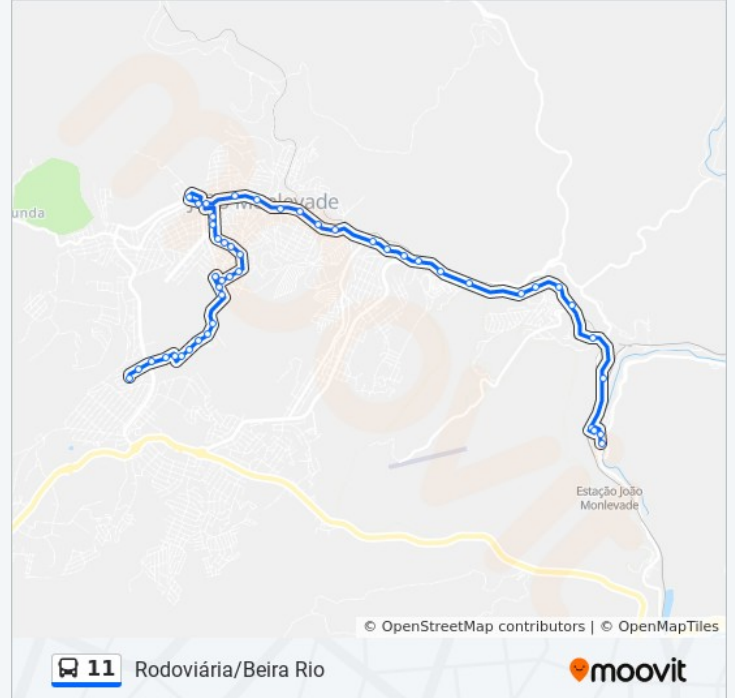 João Monlevade
unda
Estação João
Monlevade
© OpenStreetMap contributors | © OpenMapTiles
11 Rodoviária/Beira Rio
moovit